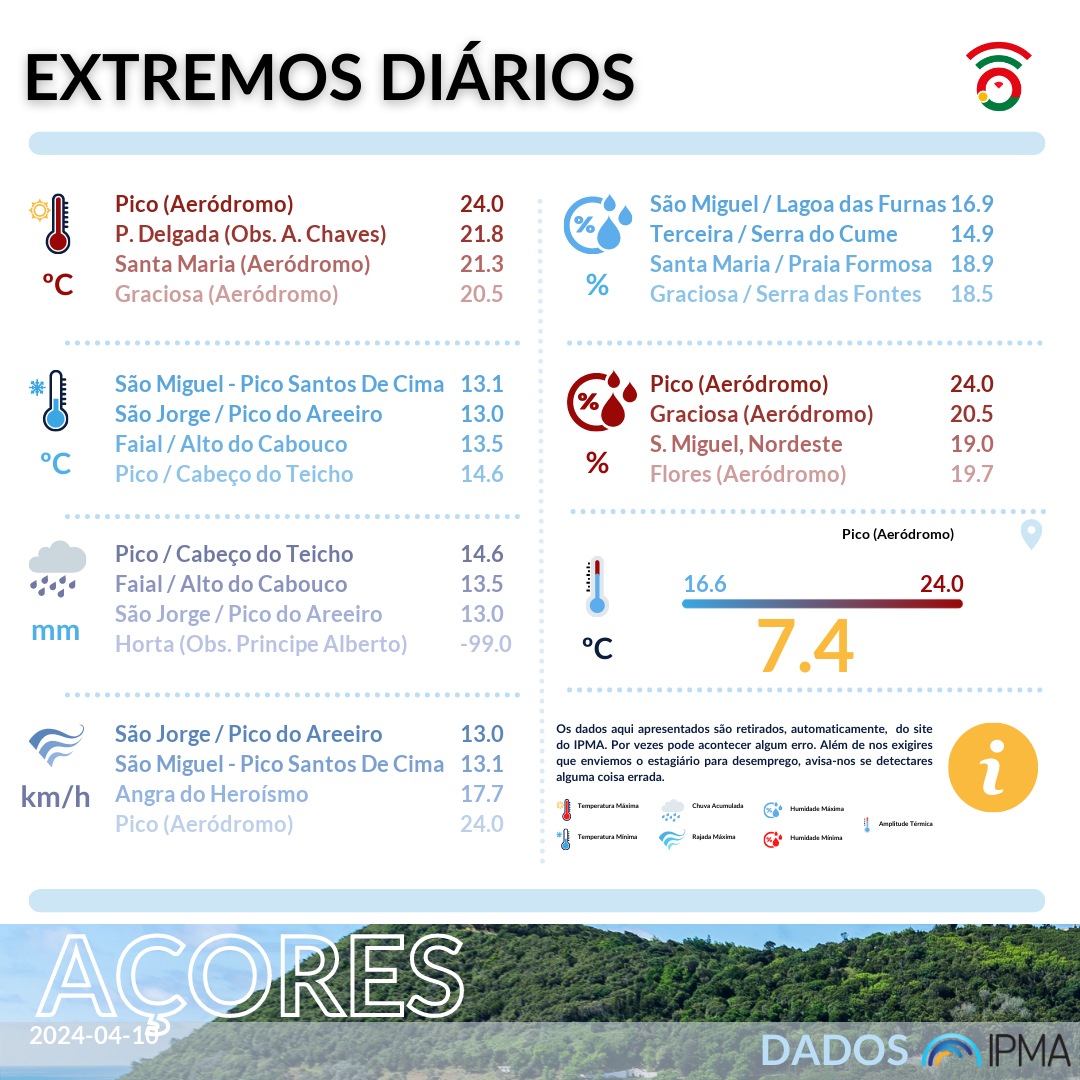 EXTREMOS DIÁRIOS
Pico (Aeródromo) 24.0
P. Delgada (Obs. A. Chaves) 21.8
Santa Maria (Aeródromo) 21.3
Graciosa (Aeródromo) 20.5
ºC
São Miguel - Pico Santos De Cima 13.1
São Jorge / Pico do Areeiro 13.0
Faial / Alto do Cabouco 13.5
Pico / Cabeço do Teicho 14.6
ºC
Pico / Cabeço do Teicho 14.6
Faial / Alto do Cabouco 13.5
São Jorge / Pico do Areeiro 13.0
Horta (Obs. Principe Alberto) -99.0
mm
São Jorge / Pico do Areeiro 13.0
São Miguel - Pico Santos De Cima 13.1
Angra do Heroísmo 17.7
Pico (Aeródromo) 24.0
km/h
%
São Miguel / Lagoa das Furnas 16.9
Terceira / Serra do Cume 14.9
Santa Maria / Praia Formosa 18.9
Graciosa / Serra das Fontes 18.5
%
%
Pico (Aeródromo) 24.0
Graciosa (Aeródromo) 20.5
S. Miguel, Nordeste 19.0
Flores (Aeródromo) 19.7
%
Pico (Aeródromo)
16.6 24.0
7.4
ºC
Os dados aqui apresentados são retirados, automaticamente, do site
do IPMA. Por vezes pode acontecer algum erro. Além de nos exigires
que enviemos o estagiário para desemprego, avisa-nos se detectares
alguma coisa errada.
i
Temperatura Máxima Chuva Acumulada Humidade Máxima
Amplitude Térmica
Temperatura Mínima Rajada Máxima Humidade Mínima
AÇORES
2024-04-10
DADOS IPMA